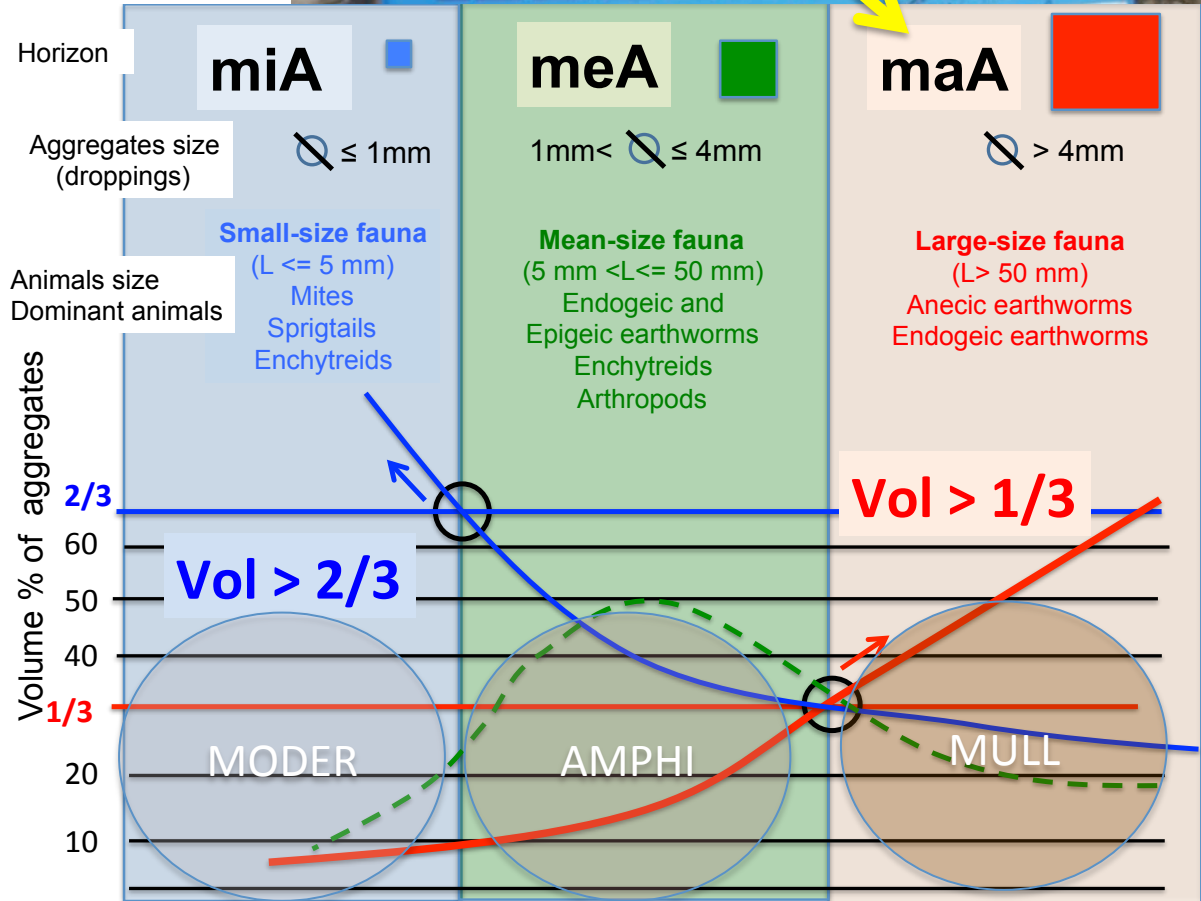 Horizon
miA
meA
maA
Aggregates size
(droppings)
≤ 1mm
1mm< ≤ 4mm
> 4mm
Animals size
Dominant animals
Small-size fauna
(L <= 5 mm)
Mites
Sprigtails
Enchytreids
Mean-size fauna
(5 mm <L<= 50 mm)
Endogeic and
Epigeic earthworms
Enchytreids
Arthropods
Large-size fauna
(L> 50 mm)
Anecic earthworms
Endogeic earthworms
Volume % of aggregates
2/3
60
50
40
1/3
20
10
Vol > 2/3
Vol > 1/3
MODER
AMPHI
MULL